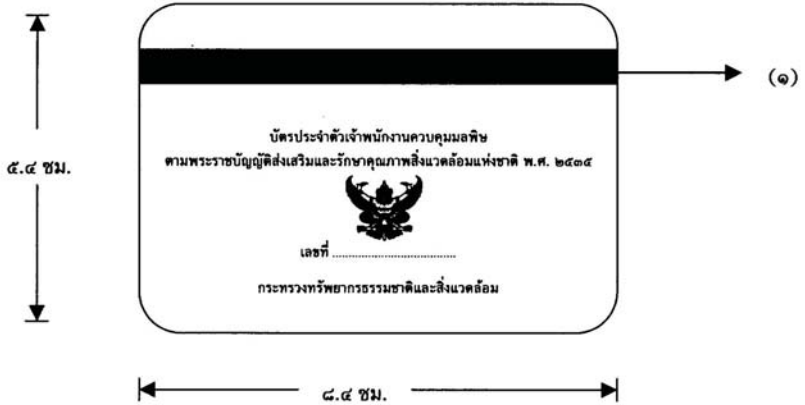 (๑)
บัตรประจำตัวเจ้าพนักงานควบคุมมลพิษ
ตามพระราชบัญญัติส่งเสริมและรักษาคุณภาพสิ่งแวดล้อมแห่งชาติ พ.ศ. ๒๕๓๕
๕.๔ ซม.
เลขที่ ........................................
กระทรวงทรัพยากรธรรมชาติและสิ่งแวดล้อม
๘.๔ ซม.